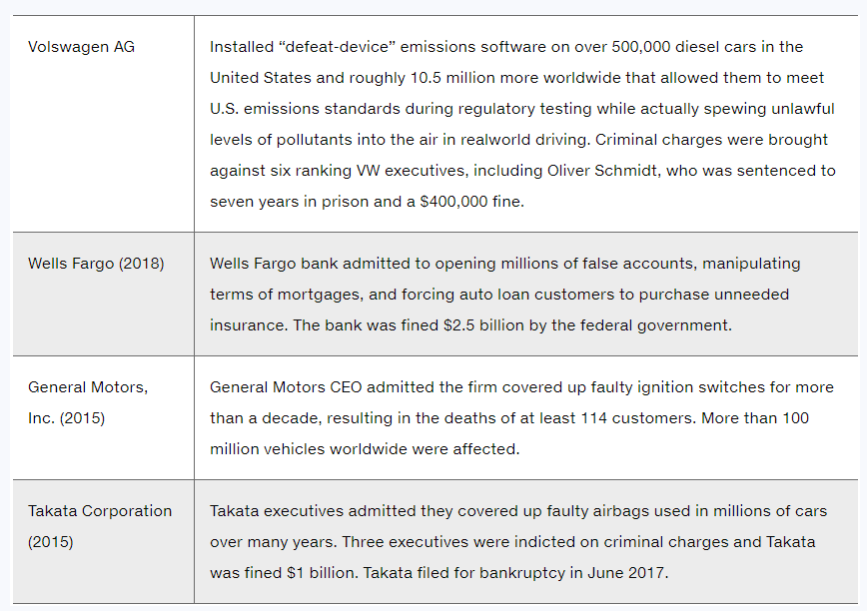 Volswagen AG
Installed “defeat-device” emissions software on over 500,000 diesel cars in the
United States and roughly 10.5 million more worldwide that allowed them to meet
U.S. emissions standards during regulatory testing while actually spewing unlawful
levels of pollutants into the air in realworld driving. Criminal charges were brought
against six ranking VW executives, including Oliver Schmidt, who was sentenced to
seven years in prison and a $400,000 fine.
Wells Fargo (2018)
Wells Fargo bank admitted to opening millions of false accounts, manipulating
terms of mortgages, and forcing auto loan customers to purchase unneeded
insurance. The bank was fined $2.5 billion by the federal government.
General Motors,
Inc. (2015)
General Motors CEO admitted the firm covered up faulty ignition switches for more
than a decade, resulting in the deaths of at least 114 customers. More than 100
million vehicles worldwide were affected.
Takata Corporation
(2015)
Takata executives admitted they covered up faulty airbags used in millions of cars
over many years. Three executives were indicted on criminal charges and Takata
was fined $1 billion. Takata filed for bankruptcy in June 2017.